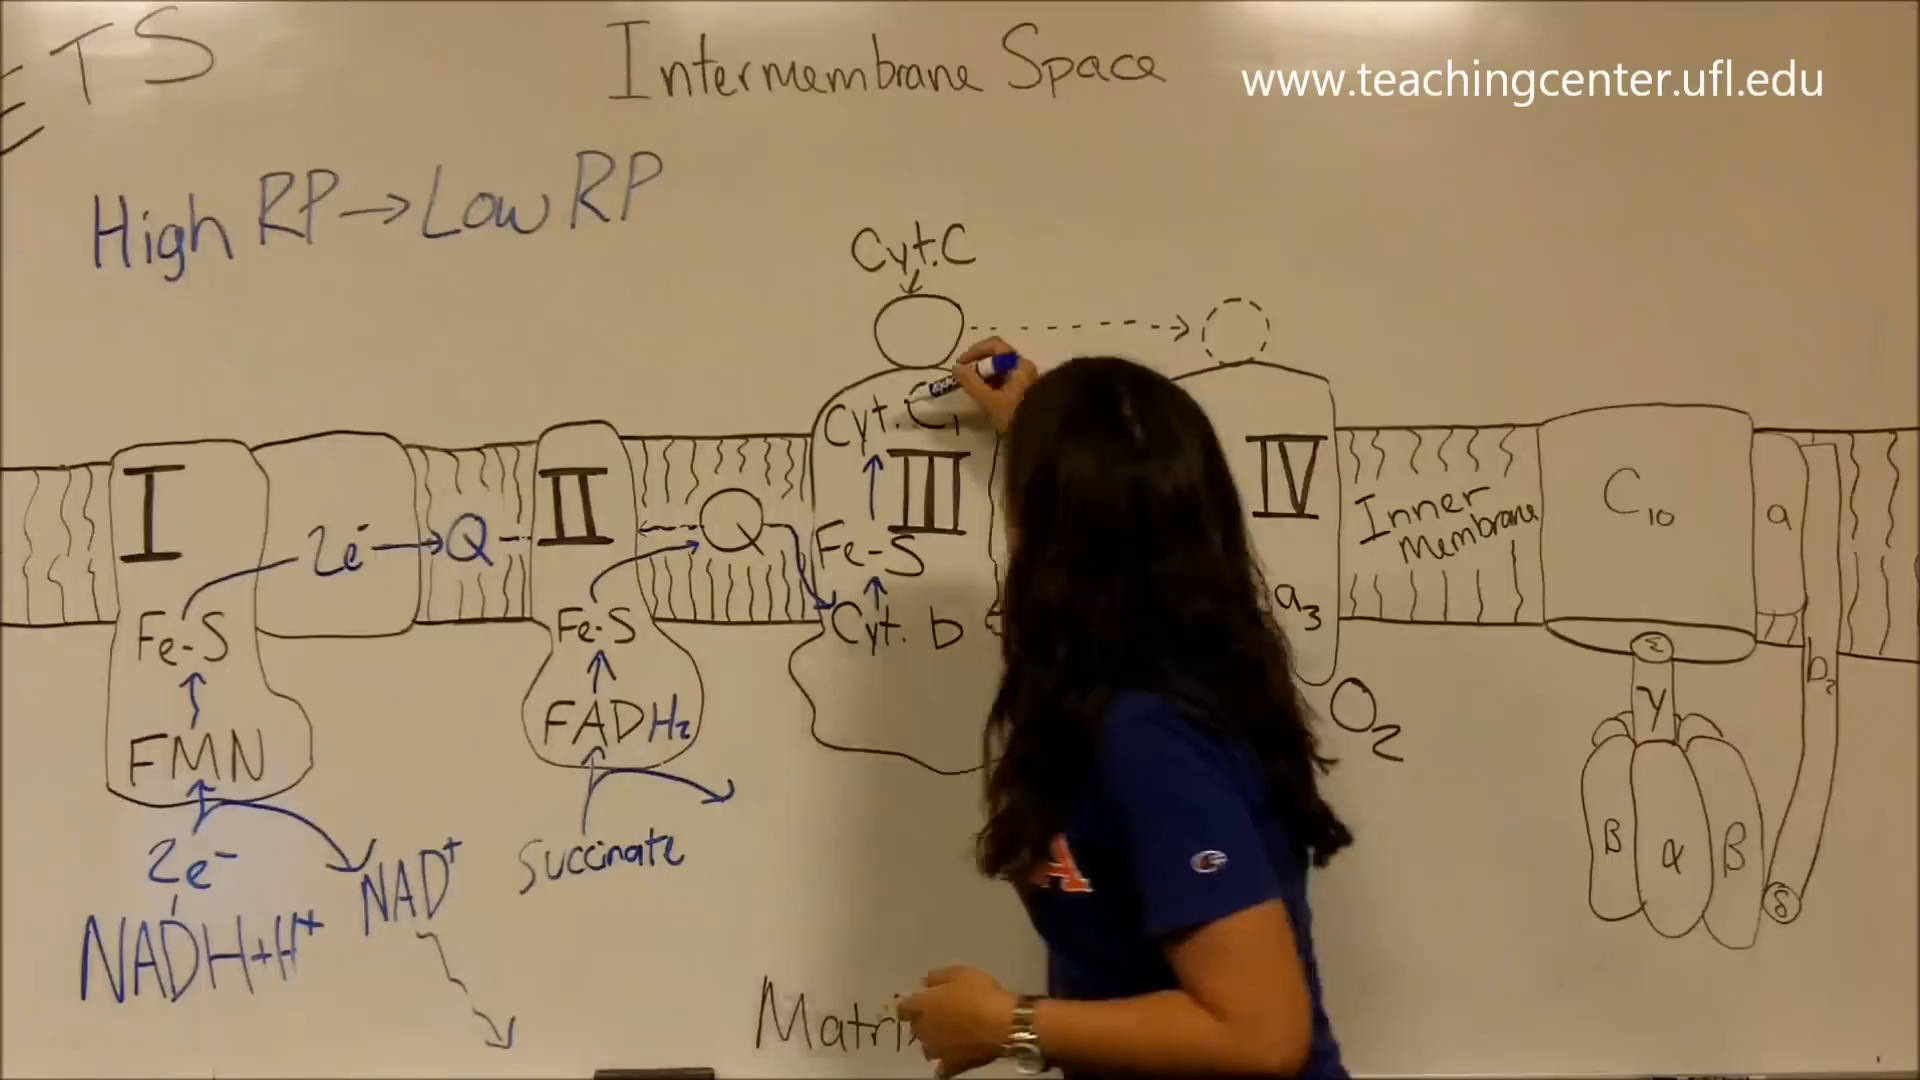 ETS
Intermembrane Space
www.teachingcenter.ufl.edu
High RP → Low RP
Cyt. C
Cyt. C1
I
II
III
IV
2e-
Q
Q
Fe-S
Fe-S
Fe-S
Cyt. b
a3
Inner
membrane
C10
a
b2
FMN
FADH2
O2
ε
γ
β
α
β
δ
2e-
NADH+H+
NAD+
Succinate
Matri